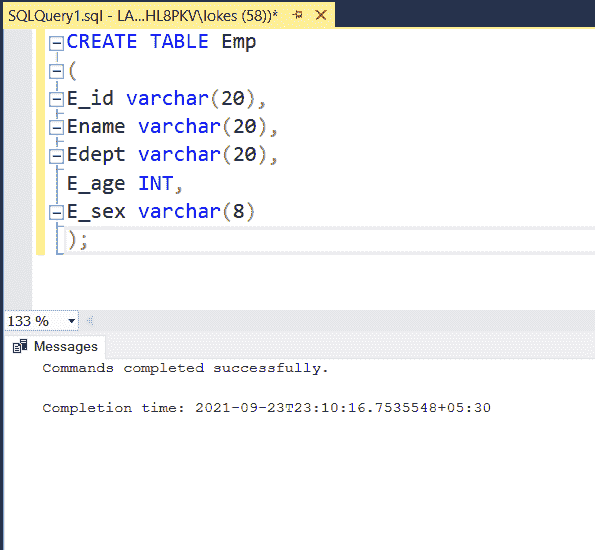 SQLQuery1.sql - LA...HL8PKV\lokes (58))*
CREATE TABLE Emp
(
E_id varchar(20),
Ename varchar(20),
Edept varchar(20),
E_age INT,
E_sex varchar(8)
);
133 %
Messages
Commands completed successfully.
Completion time: 2021-09-23T23:10:16.7535548+05:30